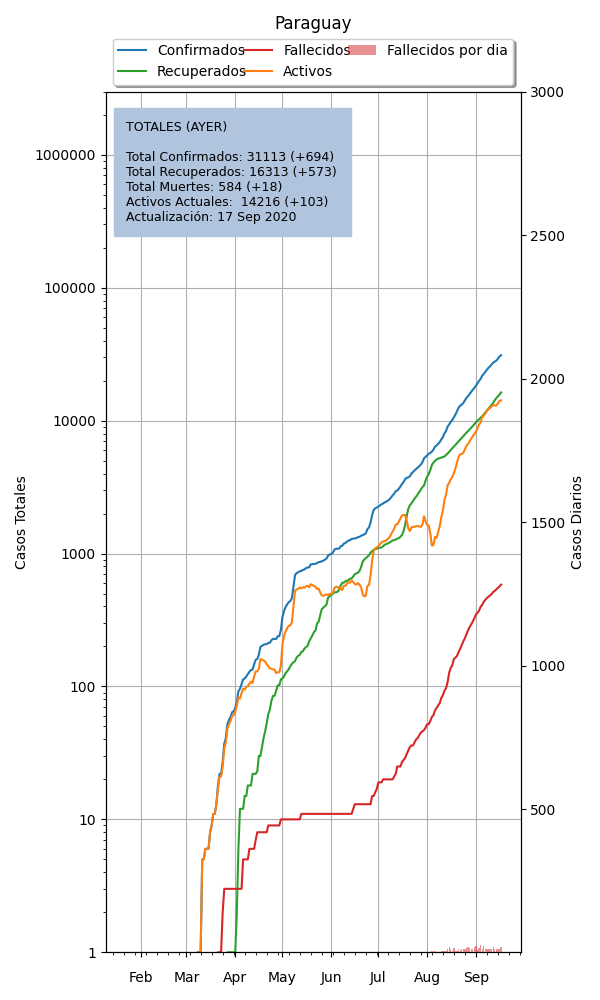 Paraguay
Confirmados
Fallecidos
Fallecidos por dia
Recuperados
Activos
TOTALES (AYER)
Total Confirmados: 31113 (+694)
Total Recuperados: 16313 (+573)
Total Muertes: 584 (+18)
Activos Actuales:  14216 (+103)
Actualización: 17 Sep 2020
Casos Totales
1000000
100000
10000
1000
100
10
1
3000
2500
2000
1500
1000
500
Casos Diarios
Feb Mar Apr May Jun Jul Aug Sep